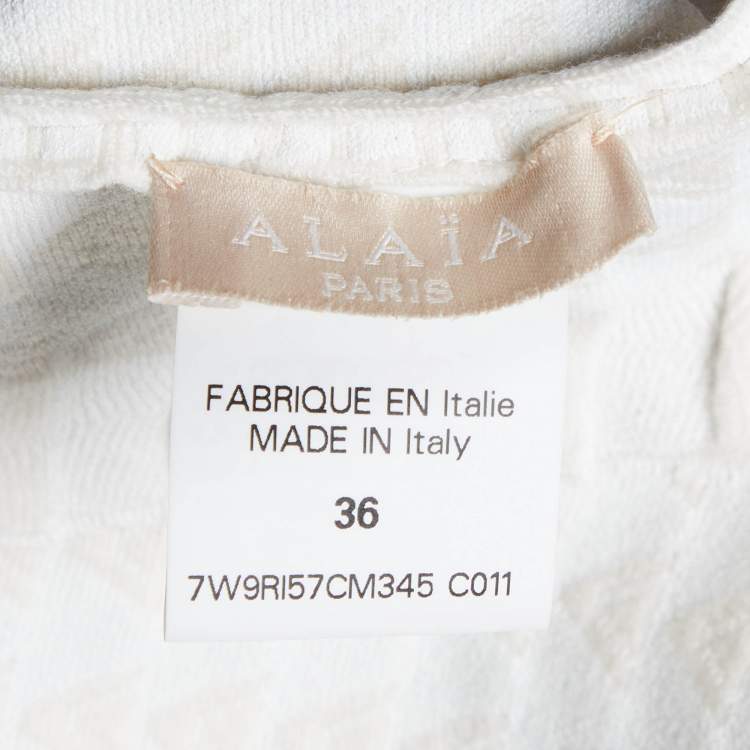 ALAÏA
PARIS
FABRIQUE EN Italie
MADE IN Italy
36
7W9RI57CM345 C011